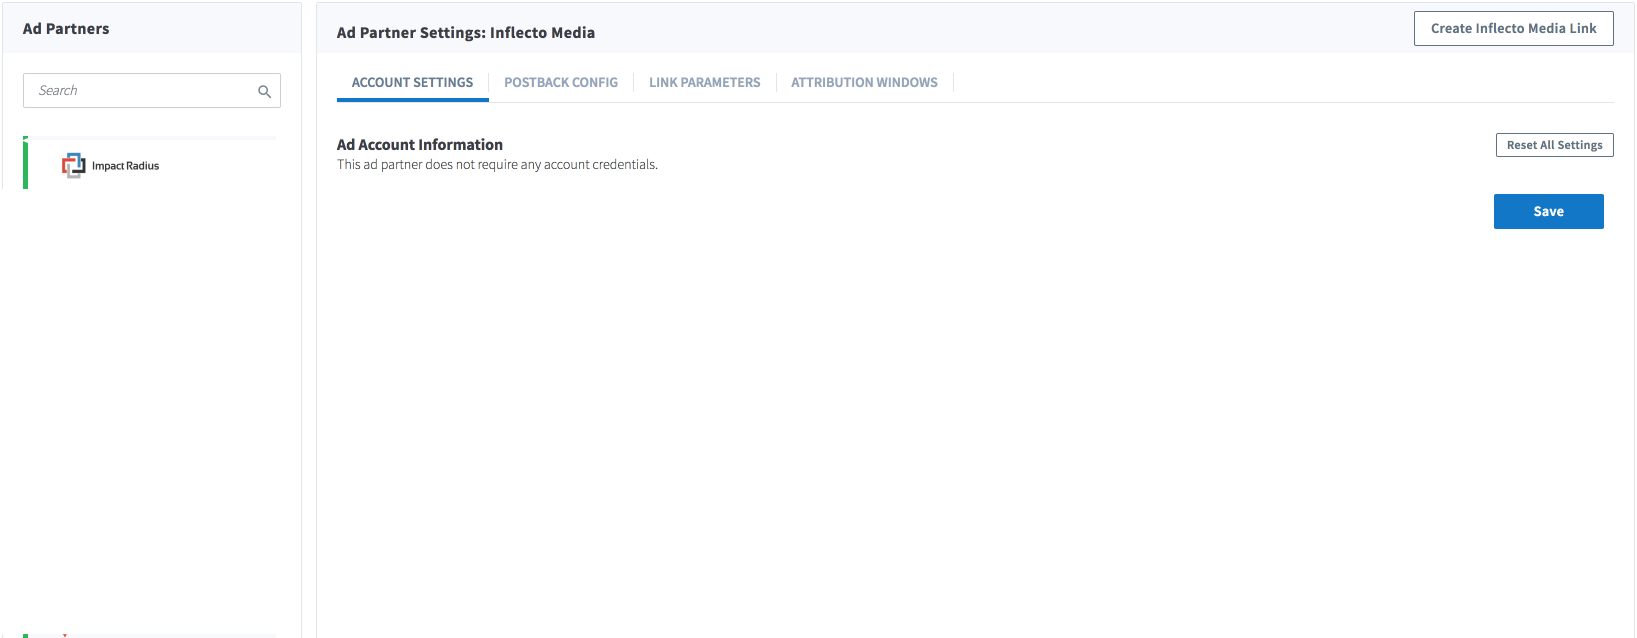 Ad Partners
Search
Impact Radius
Ad Partner Settings: Inflecto Media
Create Inflecto Media Link
ACCOUNT SETTINGS
POSTBACK CONFIG
LINK PARAMETERS
ATTRIBUTION WINDOWS
Ad Account Information
This ad partner does not require any account credentials.
Reset All Settings
Save